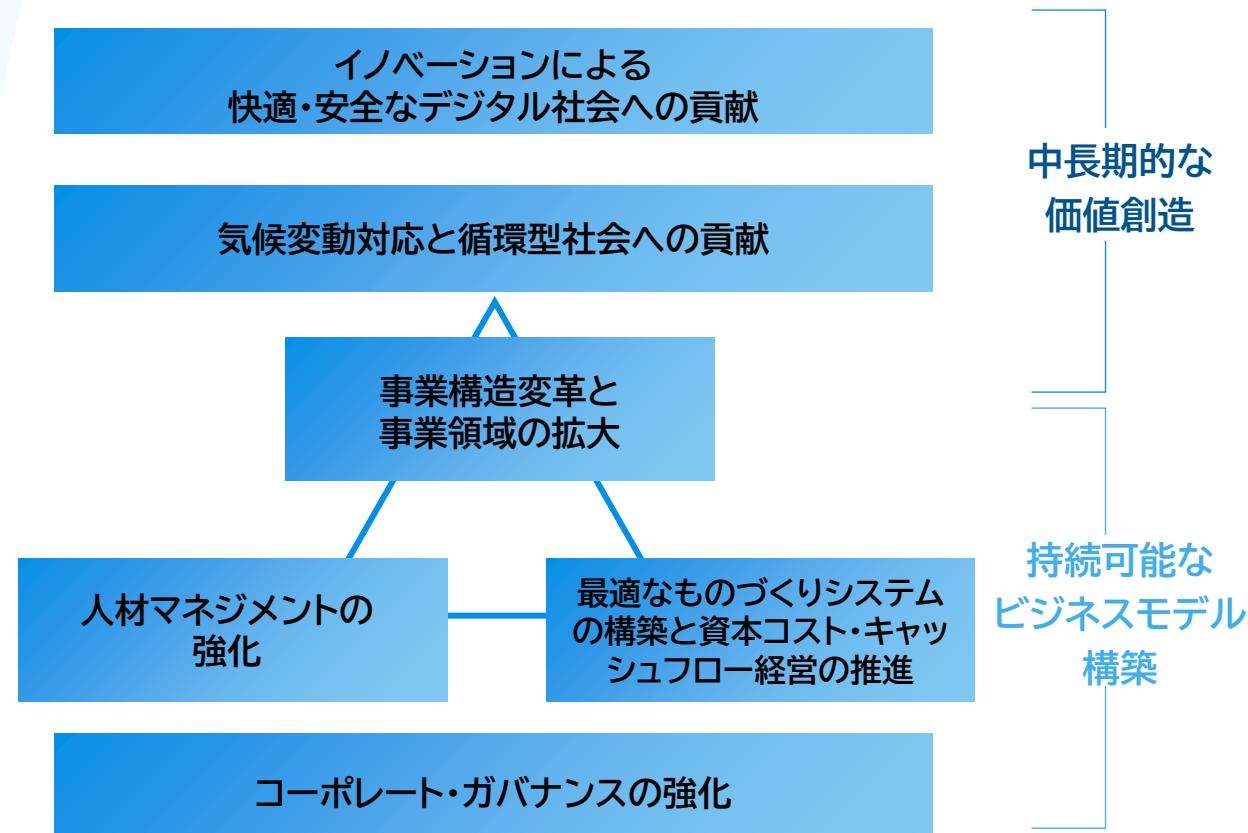 イノベーションによる
快適・安全なデジタル社会への貢献
気候変動対応と循環型社会への貢献
中長期的な
価値創造
事業構造変革と
事業領域の拡大
人材マネジメントの
強化
最適なものづくりシステム
の構築と資本コスト・キャッ
シュフロー経営の推進
持続可能な
ビジネスモデル
構築
コーポレート・ガバナンスの強化